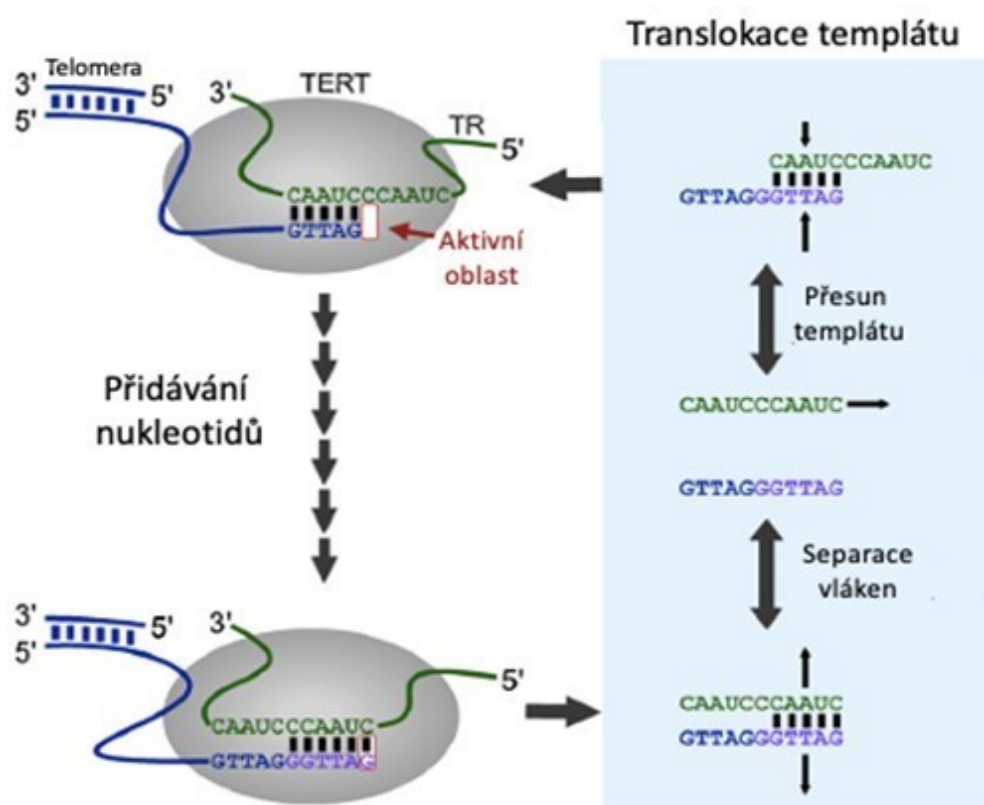 Translokace templátu
Telomera
3'
5'
5'
3'
TERT
TR
5'
CAAUCCCAAUC
GTTAG
Aktivní
oblast
CAAUCCCAAUC
GTTAGGGTTAG
Přesun
templátu
CAAUCCCAAUC
GTTAGGGTTAG
Separace
vláken
CAAUCCCAAUC
GTTAGGGTTAG
Přidávání
nukleotidů
3'
5'
5'
3'
5'
CAAUCCCAAUC
GTTAGGGTTAG